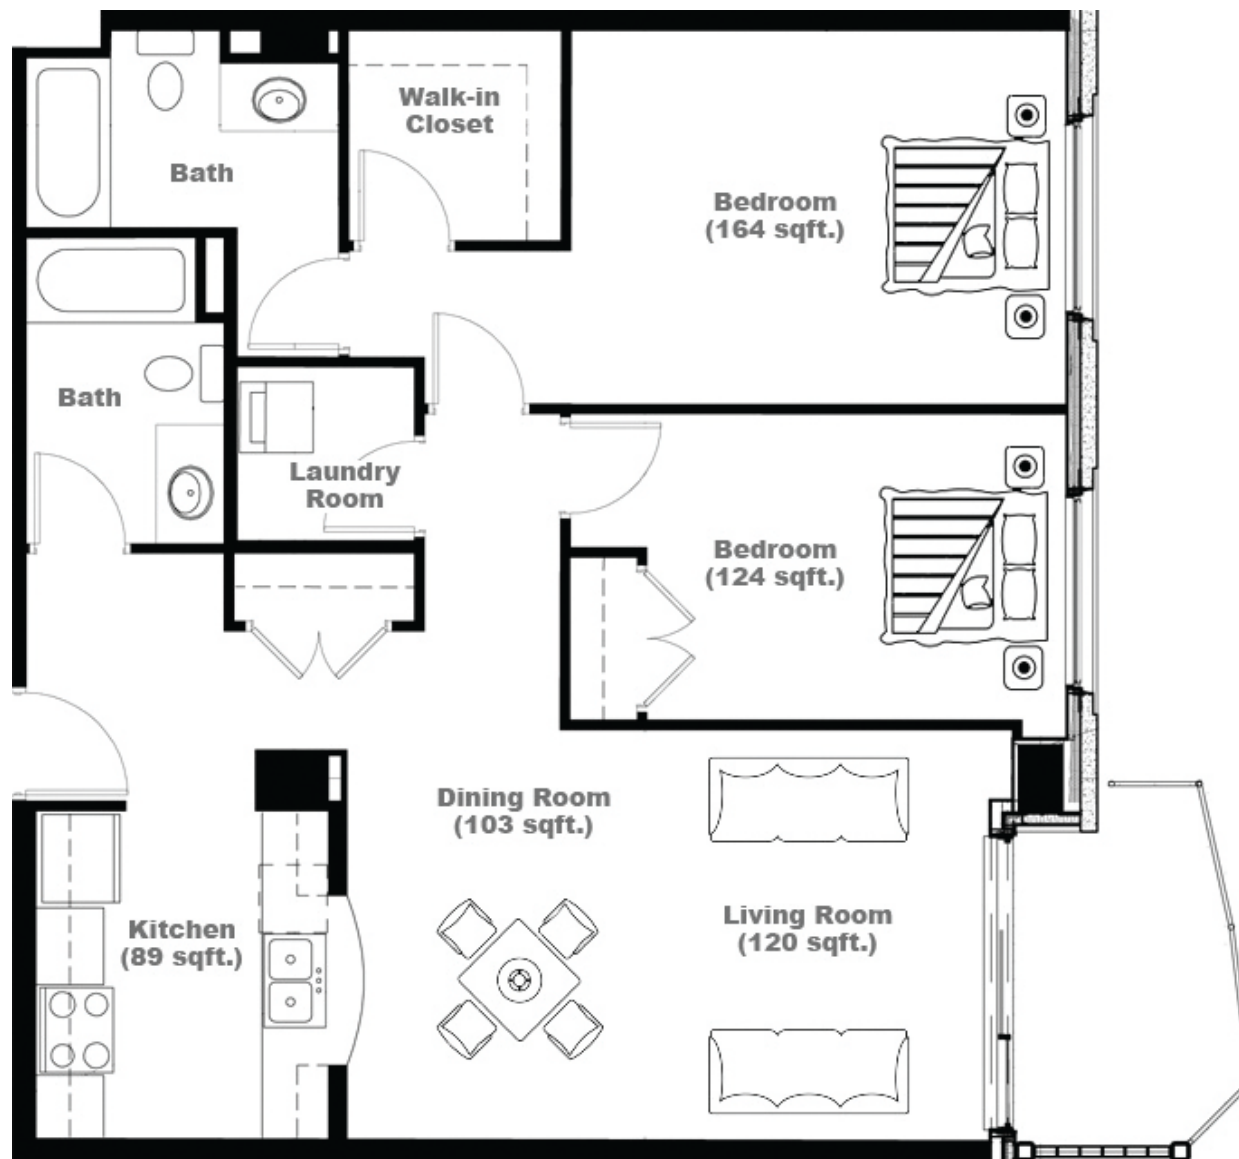 Walk-in
Closet
Bath
Bedroom
(164 sqft.)
Bath
Laundry
Room
Bedroom
(124 sqft.)
Dining Room
(103 sqft.)
Kitchen
(89 sqft.)
Living Room
(120 sqft.)